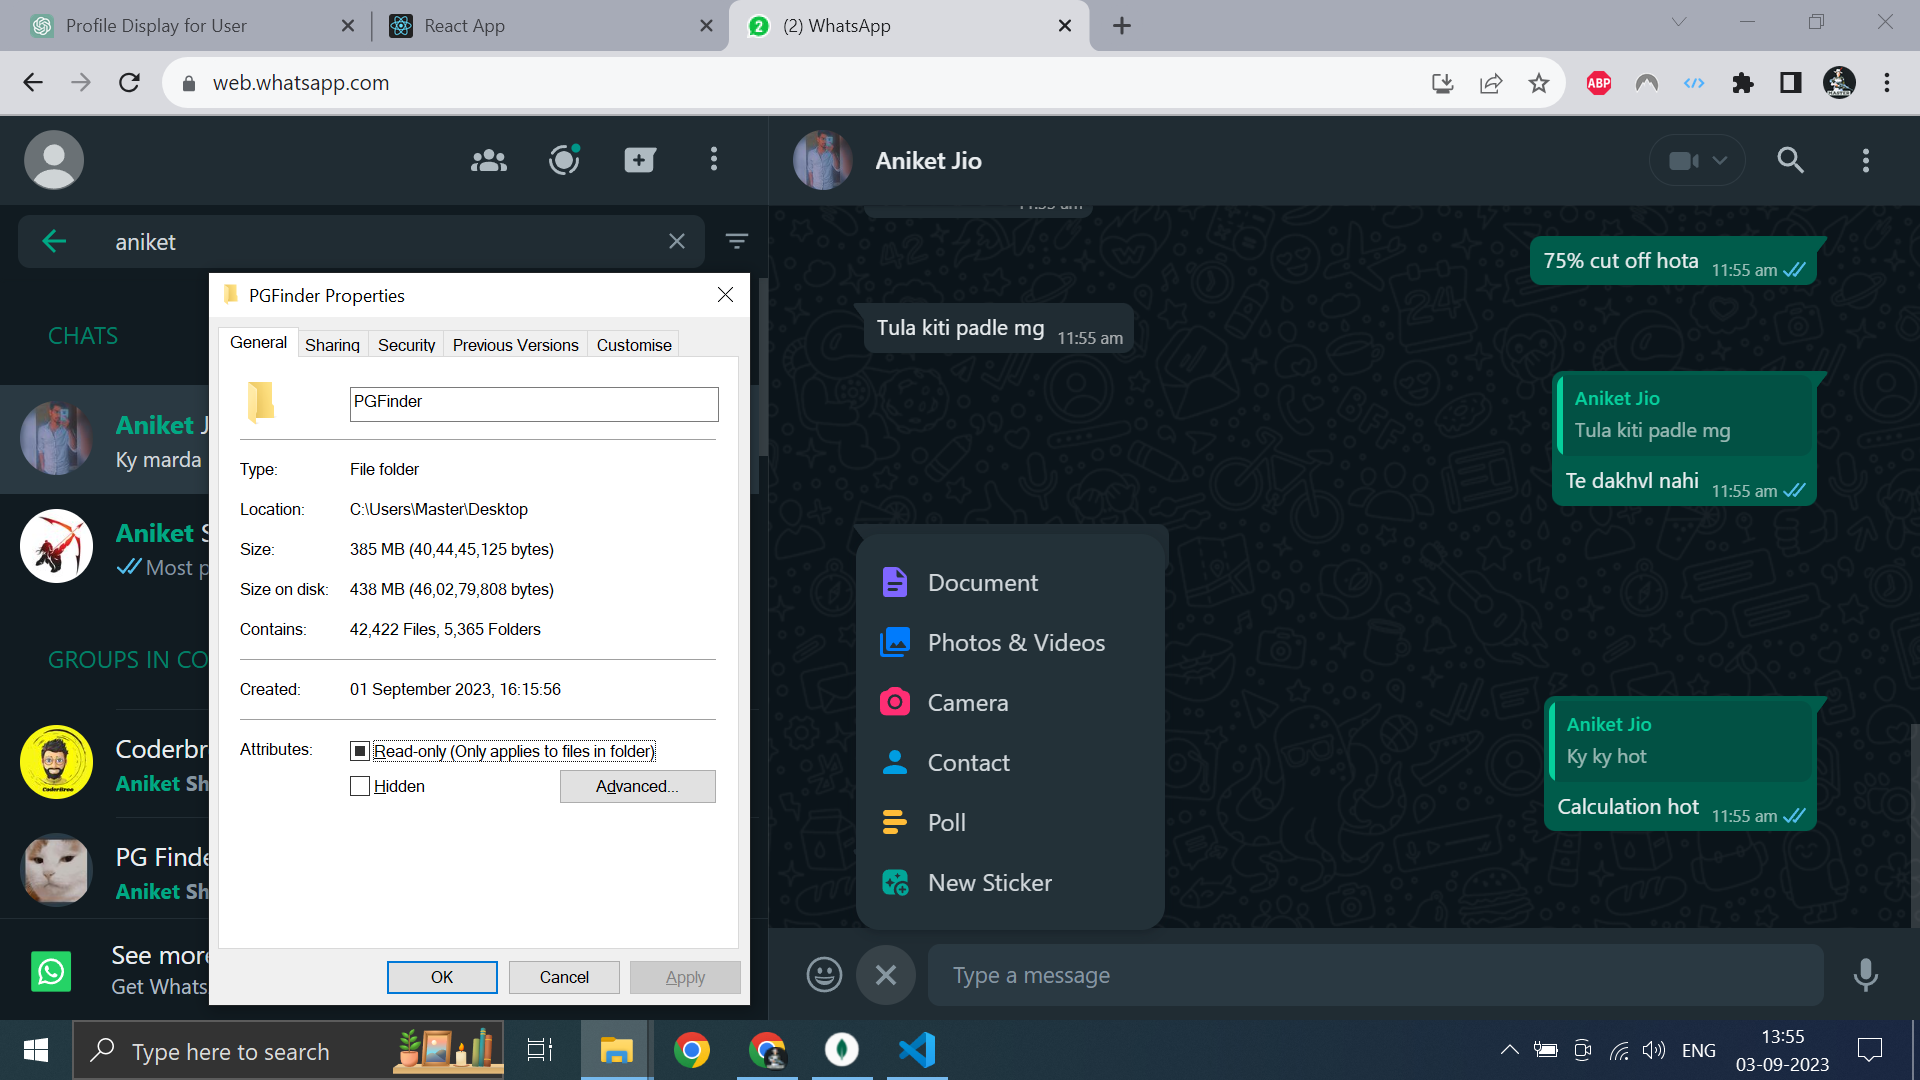 Profile Display for User
React App
2
(2) WhatsApp
web.whatsapp.com
ABP
aniket
CHATS
Aniket J
Ky marda
Aniket S
Most p
GROUPS IN CO
Coderbr
Aniket Sh
PG Finde
Aniket Sh
See more
Get Whats
PGFinder Properties
General
Sharing
Security
Previous Versions
Customise
PGFinder
Type: File folder
Location: C:\Users\Master\Desktop
Size: 385 MB (40,44,45,125 bytes)
Size on disk: 438 MB (46,02,79,808 bytes)
Contains: 42,422 Files, 5,365 Folders
Created: 01 September 2023, 16:15:56
Attributes: Read-only (Only applies to files in folder)
Hidden
Advanced...
OK
Cancel
Apply
Aniket Jio
11:55 am
75% cut off hota 11:55 am
Tula kiti padle mg 11:55 am
Aniket Jio
Tula kiti padle mg
Te dakhvl nahi 11:55 am
Document
Photos & Videos
Camera
Contact
Poll
New Sticker
Aniket Jio
Ky ky hot
Calculation hot 11:55 am
Type a message
Type here to search
ENG
13:55
03-09-2023